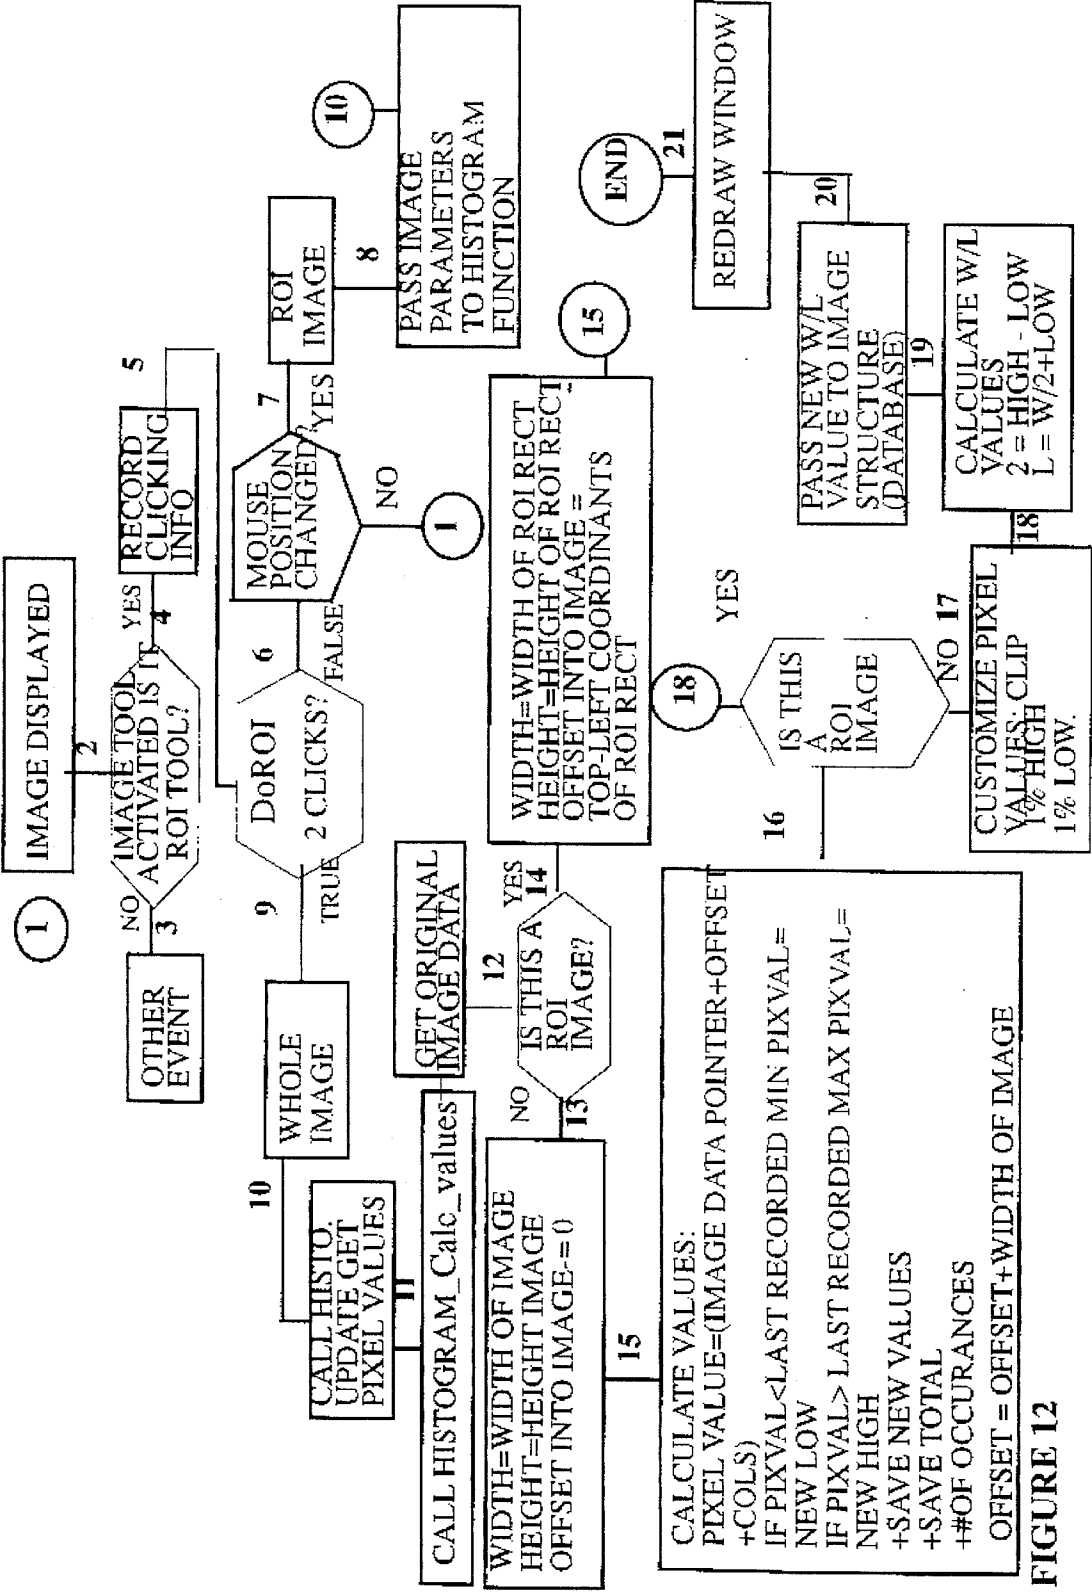 1
IMAGE DISPLAYED
2
IMAGE TOOL
ACTIVATED IS IT
ROI TOOL?
NO
3
OTHER
EVENT
YES
4
RECORD
CLICKING
INFO
5
DoROI
2 CLICKS?
TRUE
9
FALSE
6
MOUSE
POSITION
CHANGED?
YES
7
ROI
IMAGE
8
PASS IMAGE
PARAMETERS
TO HISTOGRAM
FUNCTION
10
NO
1
WHOLE
IMAGE
10
CALL HISTO.
UPDATE GET
PIXEL VALUES
11
CALL HISTOGRAM_Calc_values
GET ORIGINAL
IMAGE DATA
12
IS THIS A
ROI
IMAGE?
NO
13
YES
14
WIDTH=WIDTH OF IMAGE
HEIGHT=HEIGHT IMAGE
OFFSET INTO IMAGE-=0
15
WIDTH=WIDTH OF ROI RECT
HEIGHT=HEIGHT OF ROI RECT
OFFSET INTO IMAGE =
TOP-LEFT COORDINANTS
OF ROI RECT
15
CALCULATE VALUES:
PIXEL VALUE=(IMAGE DATA POINTER+OFFSET
+COLS)
IF PIXVAL<LAST RECORDED MIN PIXVAL=
NEW LOW
IF PIXVAL> LAST RECORDED MAX PIXVAL=
NEW HIGH
+SAVE NEW VALUES
+SAVE TOTAL
+#OF OCCURANCES
OFFSET = OFFSET+WIDTH OF IMAGE
16
IS THIS
A
ROI
IMAGE
YES
18
NO
17
CUSTOMIZE PIXEL
VALUES: CLIP
1% HIGH
1% LOW.
18
CALCULATE W/L
VALUES
2 = HIGH - LOW
L = W/2+LOW
19
PASS NEW W/L
VALUE TO IMAGE
STRUCTURE
(DATABASE)
20
REDRAW WINDOW
21
END
FIGURE 12